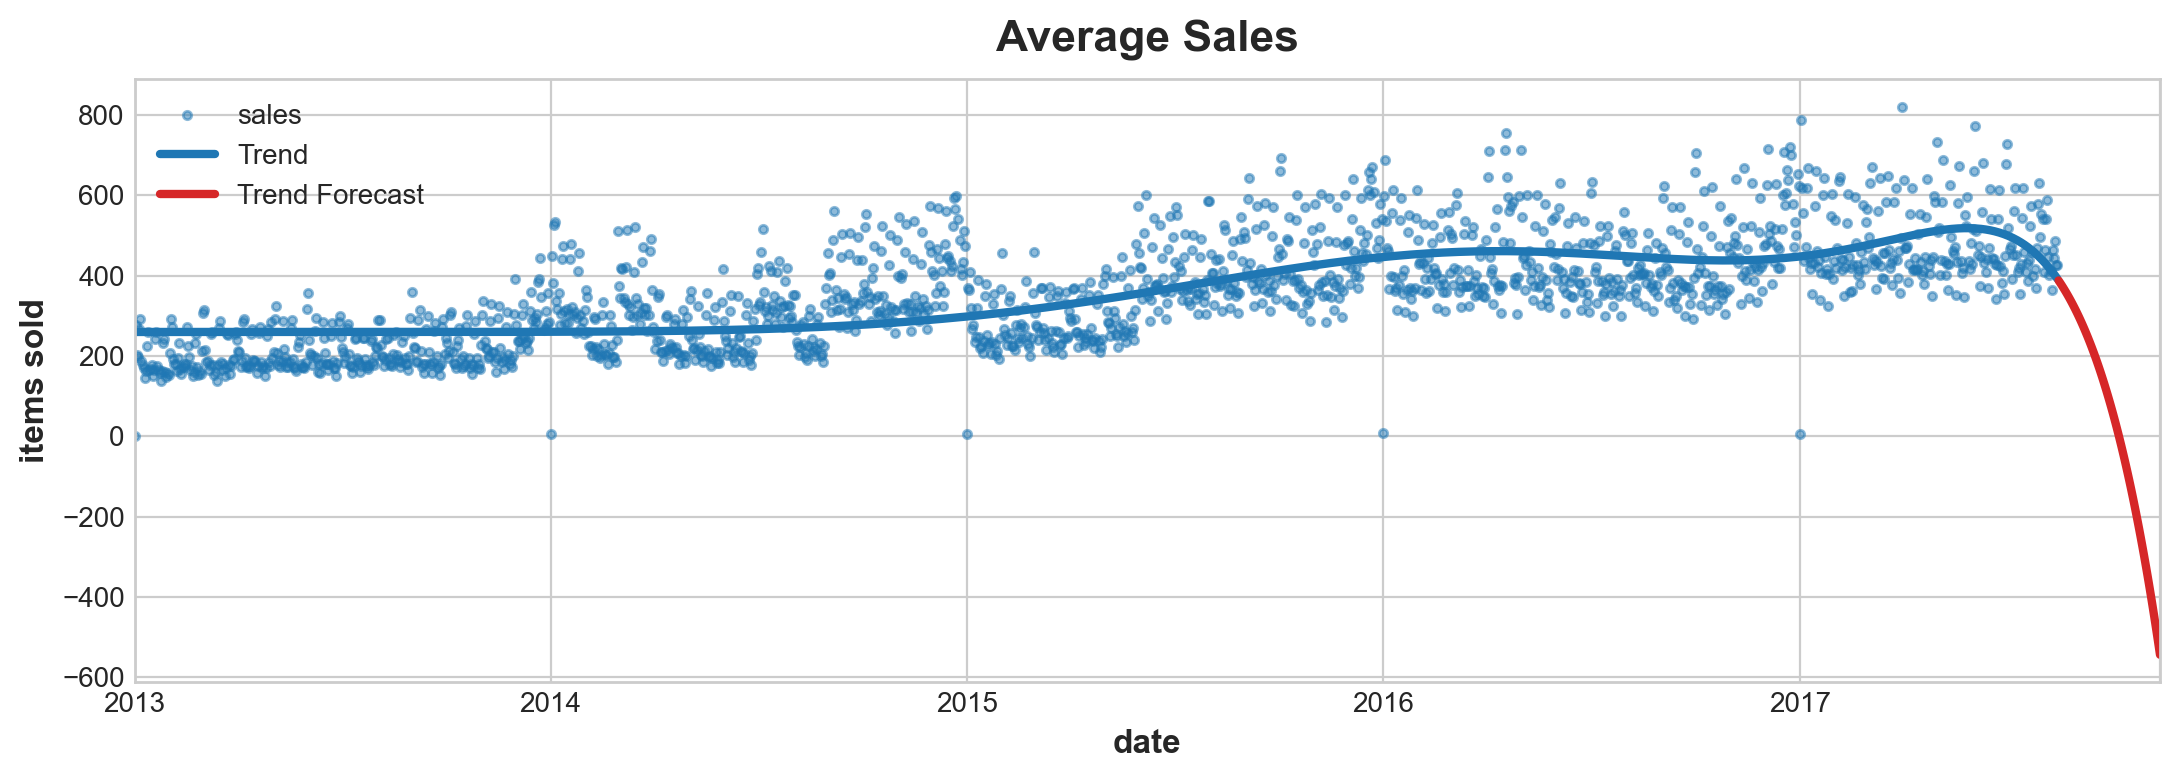 Average Sales
sales
Trend
Trend Forecast
items sold
800
600
400
200
0
−200
−400
−600
2013 2014 2015 2016 2017
date